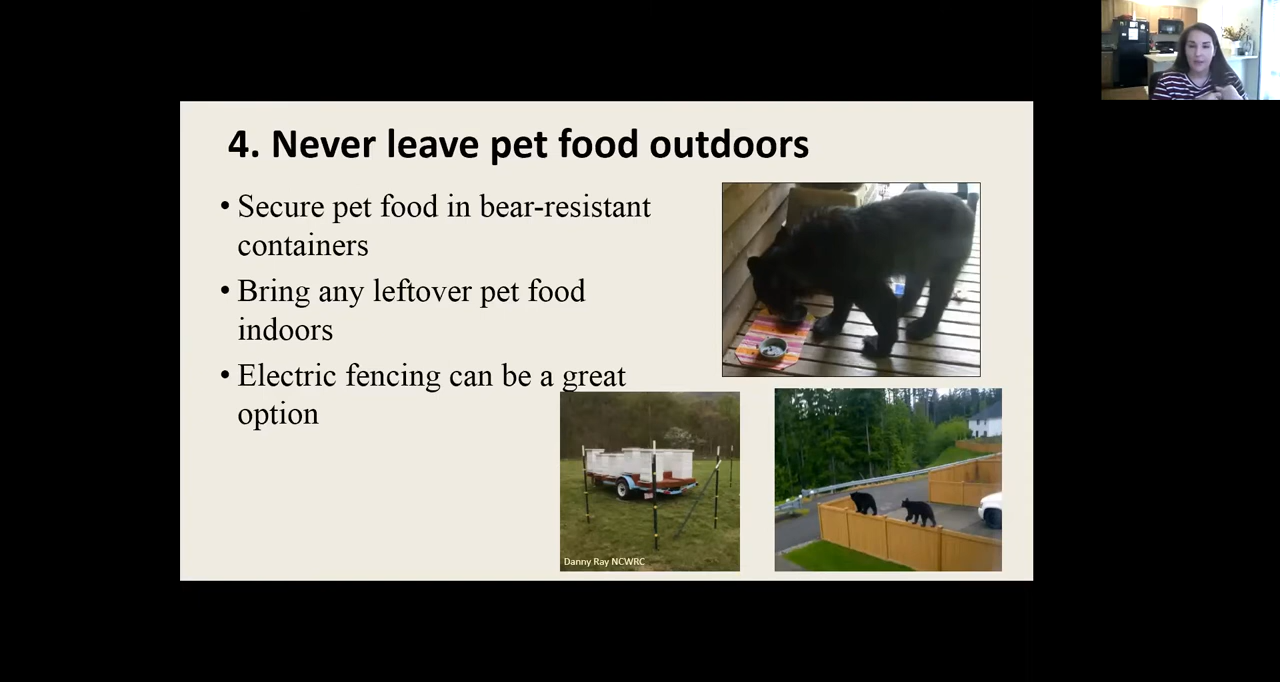 4. Never leave pet food outdoors
• Secure pet food in bear-resistant
containers
• Bring any leftover pet food
indoors
• Electric fencing can be a great
option
Danny Ray NCWRC